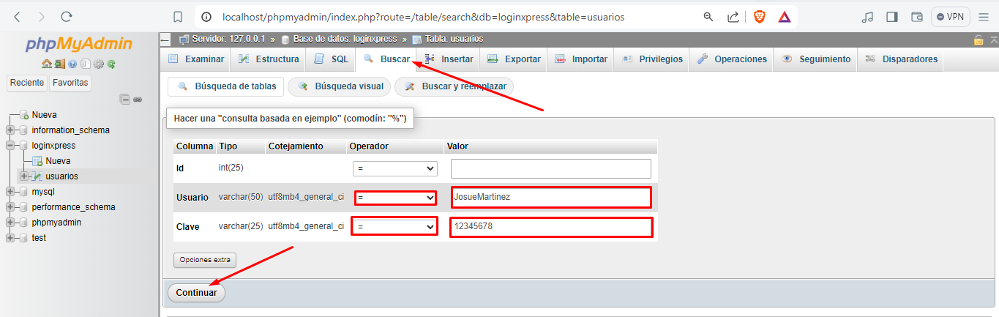 localhost/phpmyadmin/index.php?route=/table/search&db=loginxpress&table=usuarios
VPN
phpMyAdmin
Reciente Favoritas
Nueva
information_schema
loginxpress
Nueva
usuarios
mysql
performance_schema
phpmyadmin
test
Servidor: 127.0.0.1 » Base de datos: loginxpress » Tabla: usuarios
Examinar Estructura SQL Buscar Insertar Exportar Importar Privilegios Operaciones Seguimiento Disparadores
Búsqueda de tablas Búsqueda visual Buscar y reemplazar
Hacer una "consulta basada en ejemplo" (comodín: "%")
Columna Tipo Cotejamiento Operador Valor
Id int(25) =
Usuario varchar(50) utf8mb4_general_ci = JosueMartinez
Clave varchar(25) utf8mb4_general_ci = 12345678
Opciones extra
Continuar